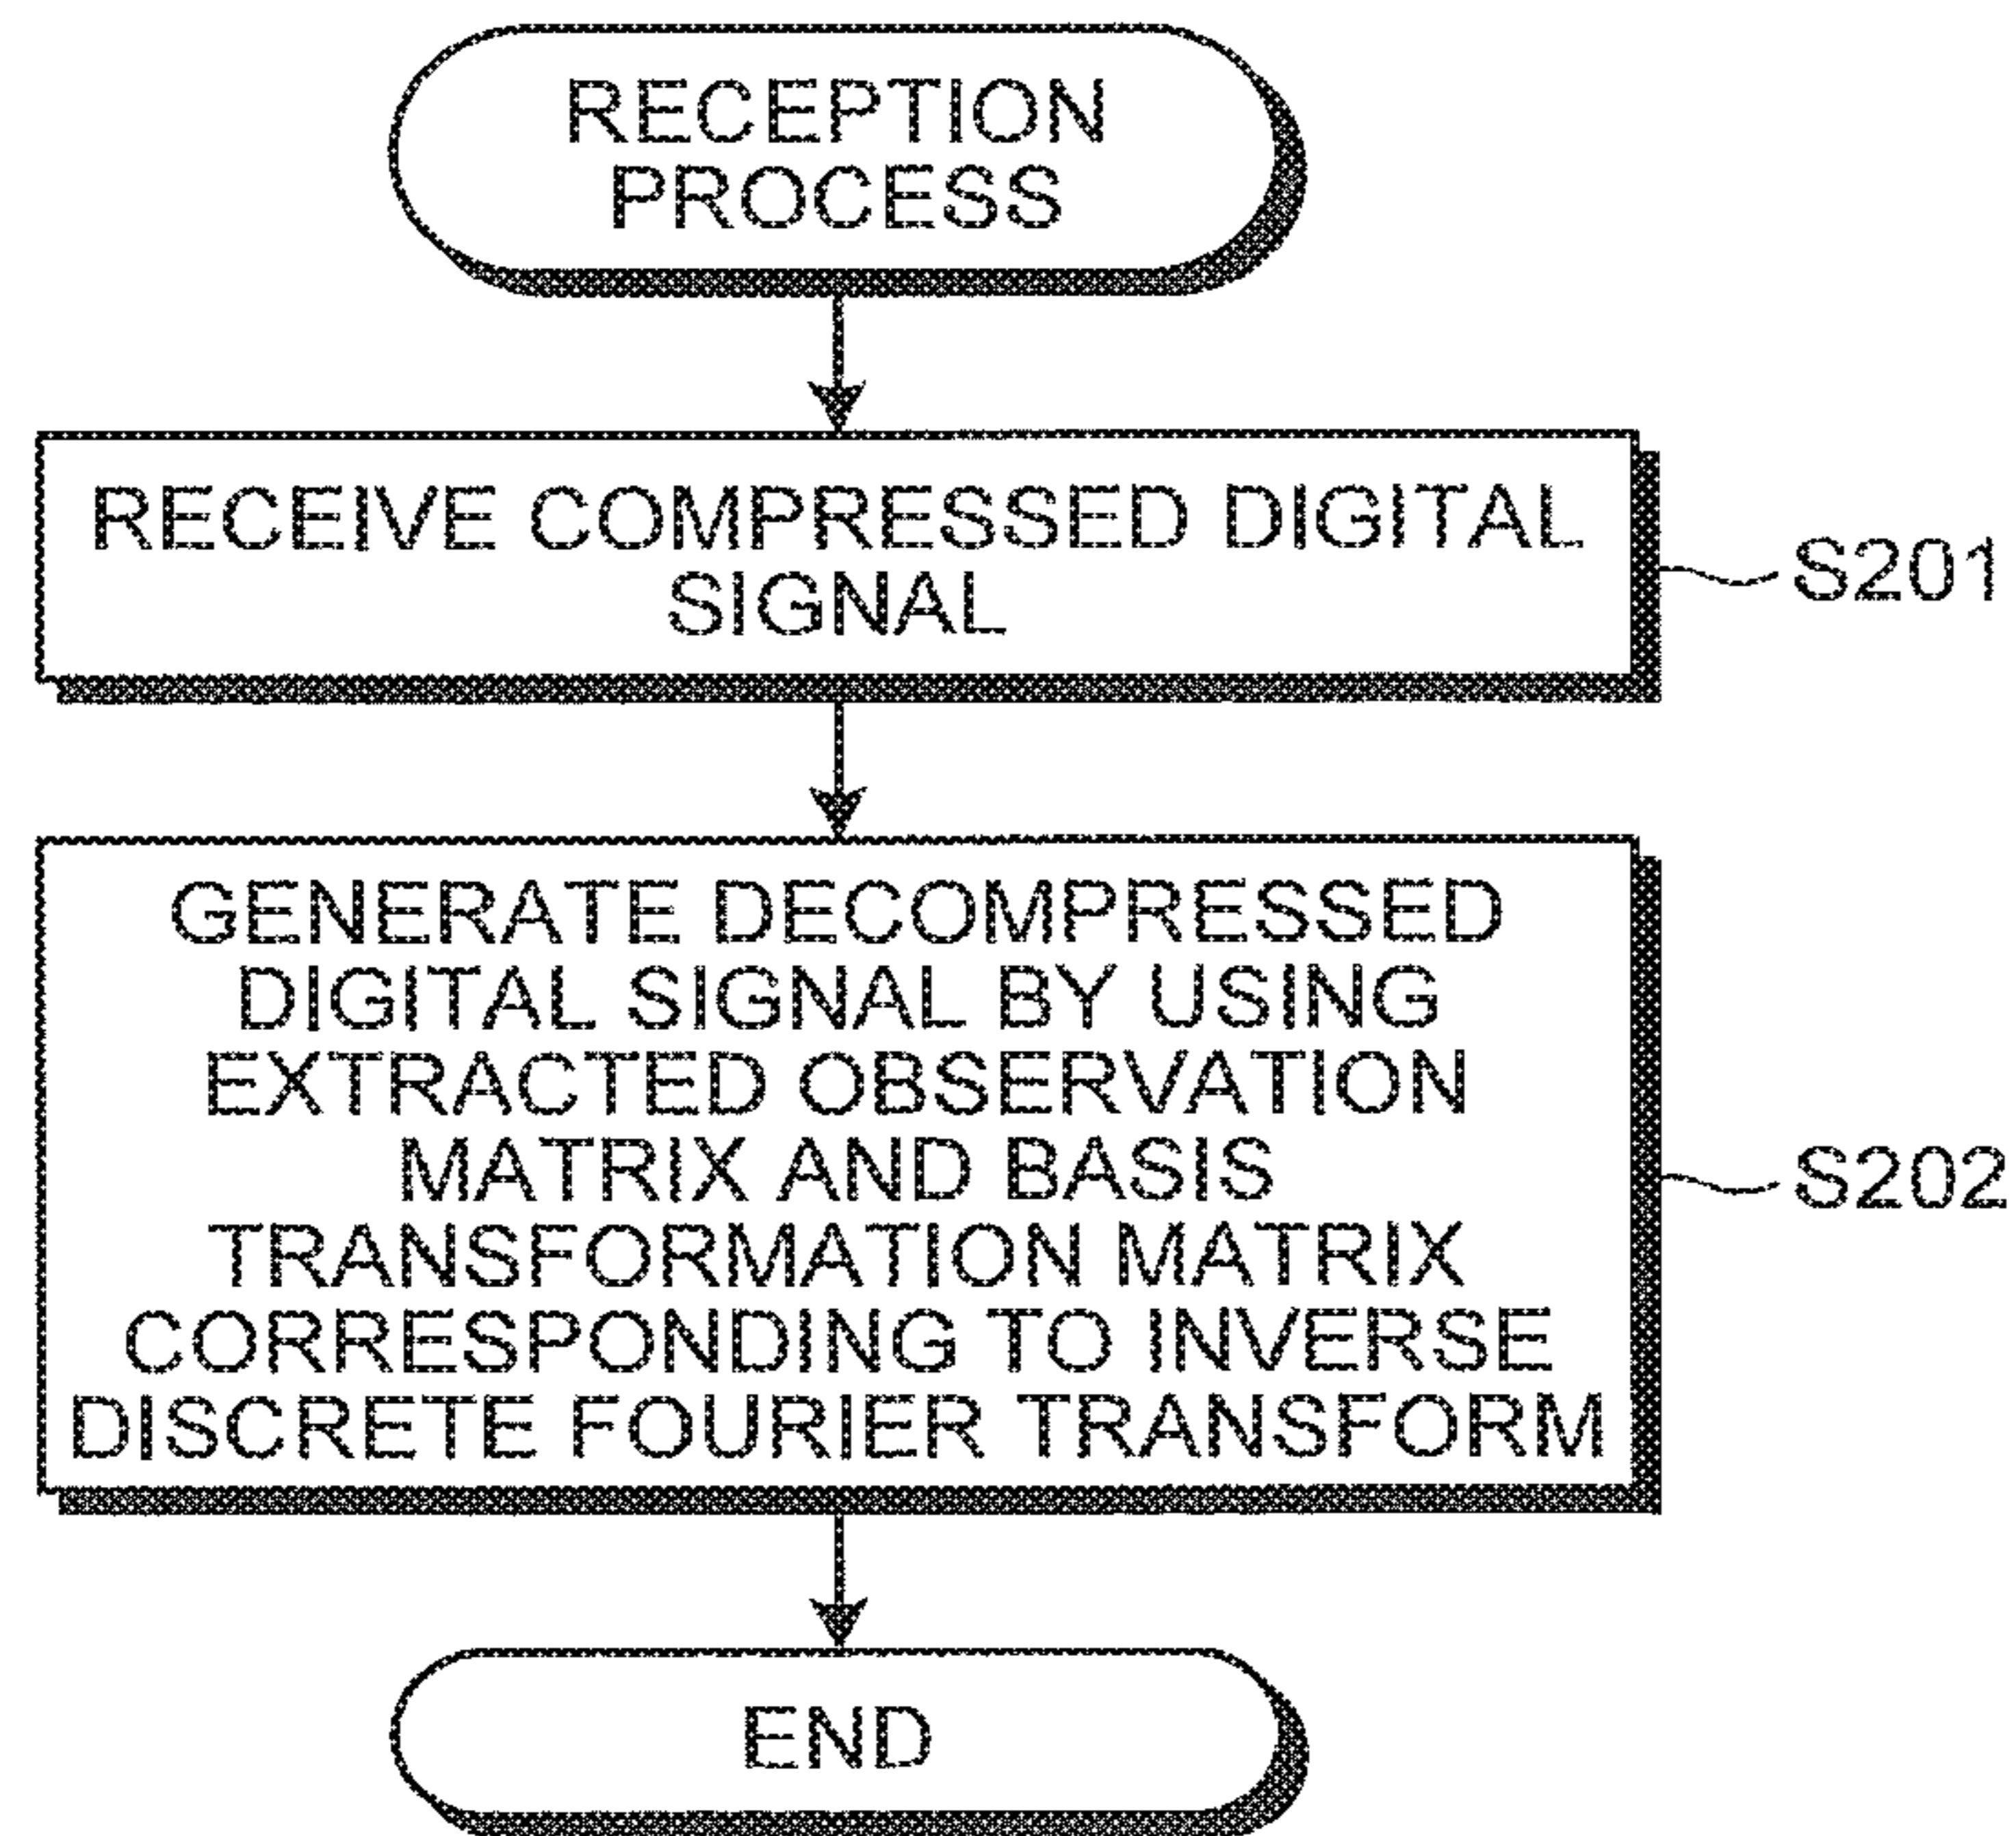 RECEPTION
PROCESS
RECEIVE COMPRESSED DIGITAL
SIGNAL
S201
GENERATE DECOMPRESSED
DIGITAL SIGNAL BY USING
EXTRACTED OBSERVATION
MATRIX AND BASIS
TRANSFORMATION MATRIX
CORRESPONDING TO INVERSE
DISCRETE FOURIER TRANSFORM
S202
END